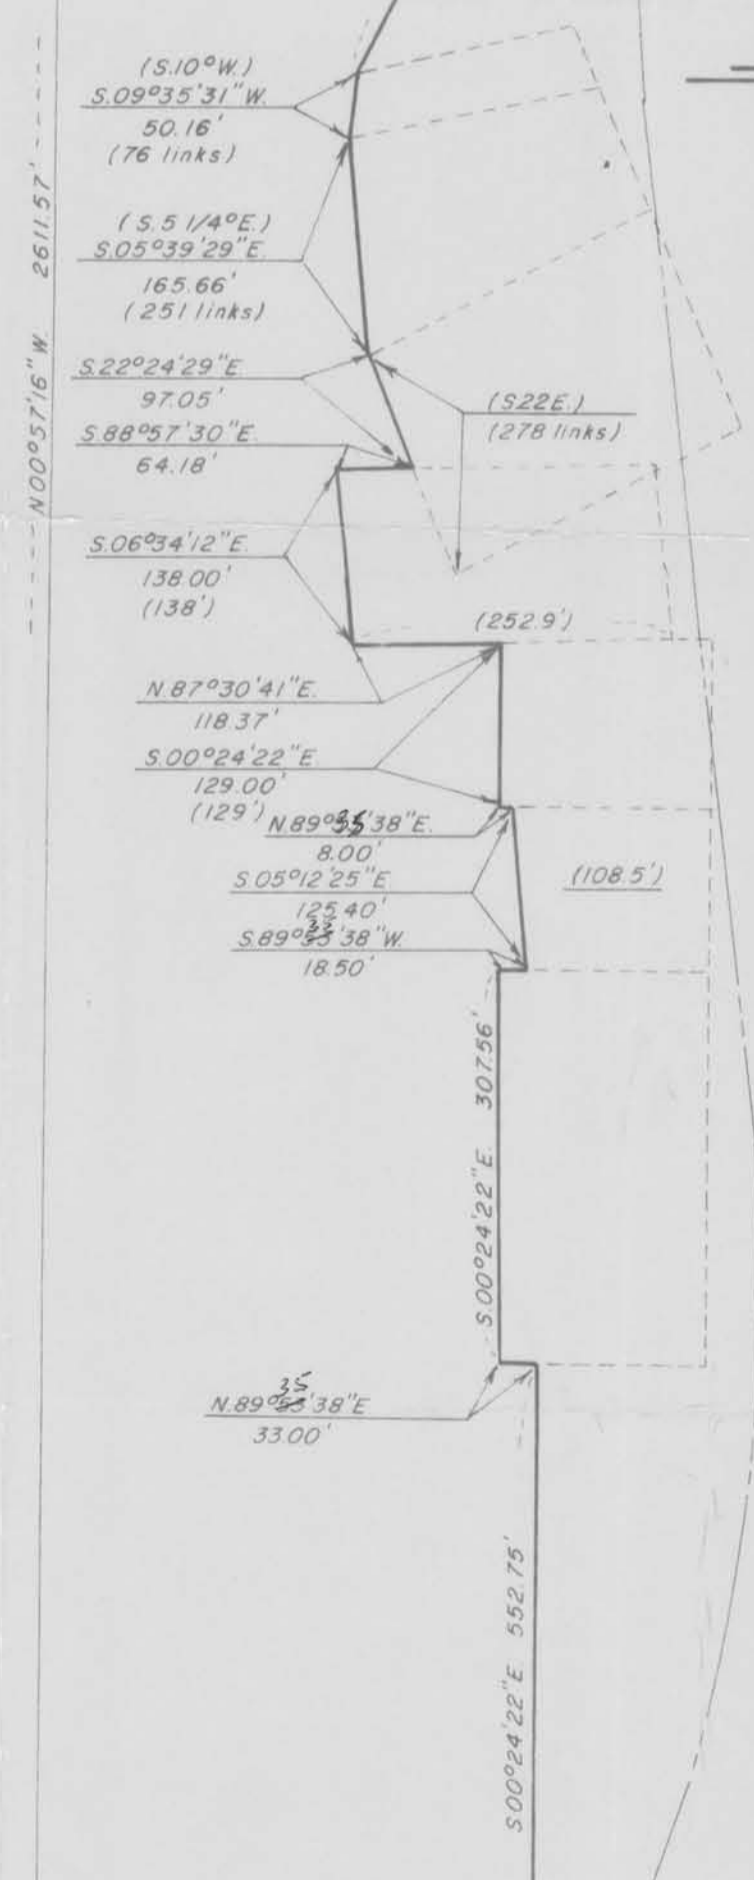 (S.10°W.)
S.09°35'31"W.
50.16'
(76 links)
N00°57'16"W. 2611.57'
(S.5 1/4°E.)
S.05°39'29"E.
165.66'
(251 links)
S.22°24'29"E.
97.05'
(S22E.)
(278 links)
S.88°57'30"E.
64.18'
S.06°34'12"E.
138.00'
(138')
(252.9')
N.87°30'41"E.
118.37'
S.00°24'22"E.
129.00'
(129')
N.89°35'38"E.
8.00'
S.05°12'25"E
125.40'
(108.5')
35
S.89°53'38"W.
18.50'
S.00°24'22"E. 307.56'
35
N.89°53'38"E
33.00'
S00°24'22"E. 552.75'